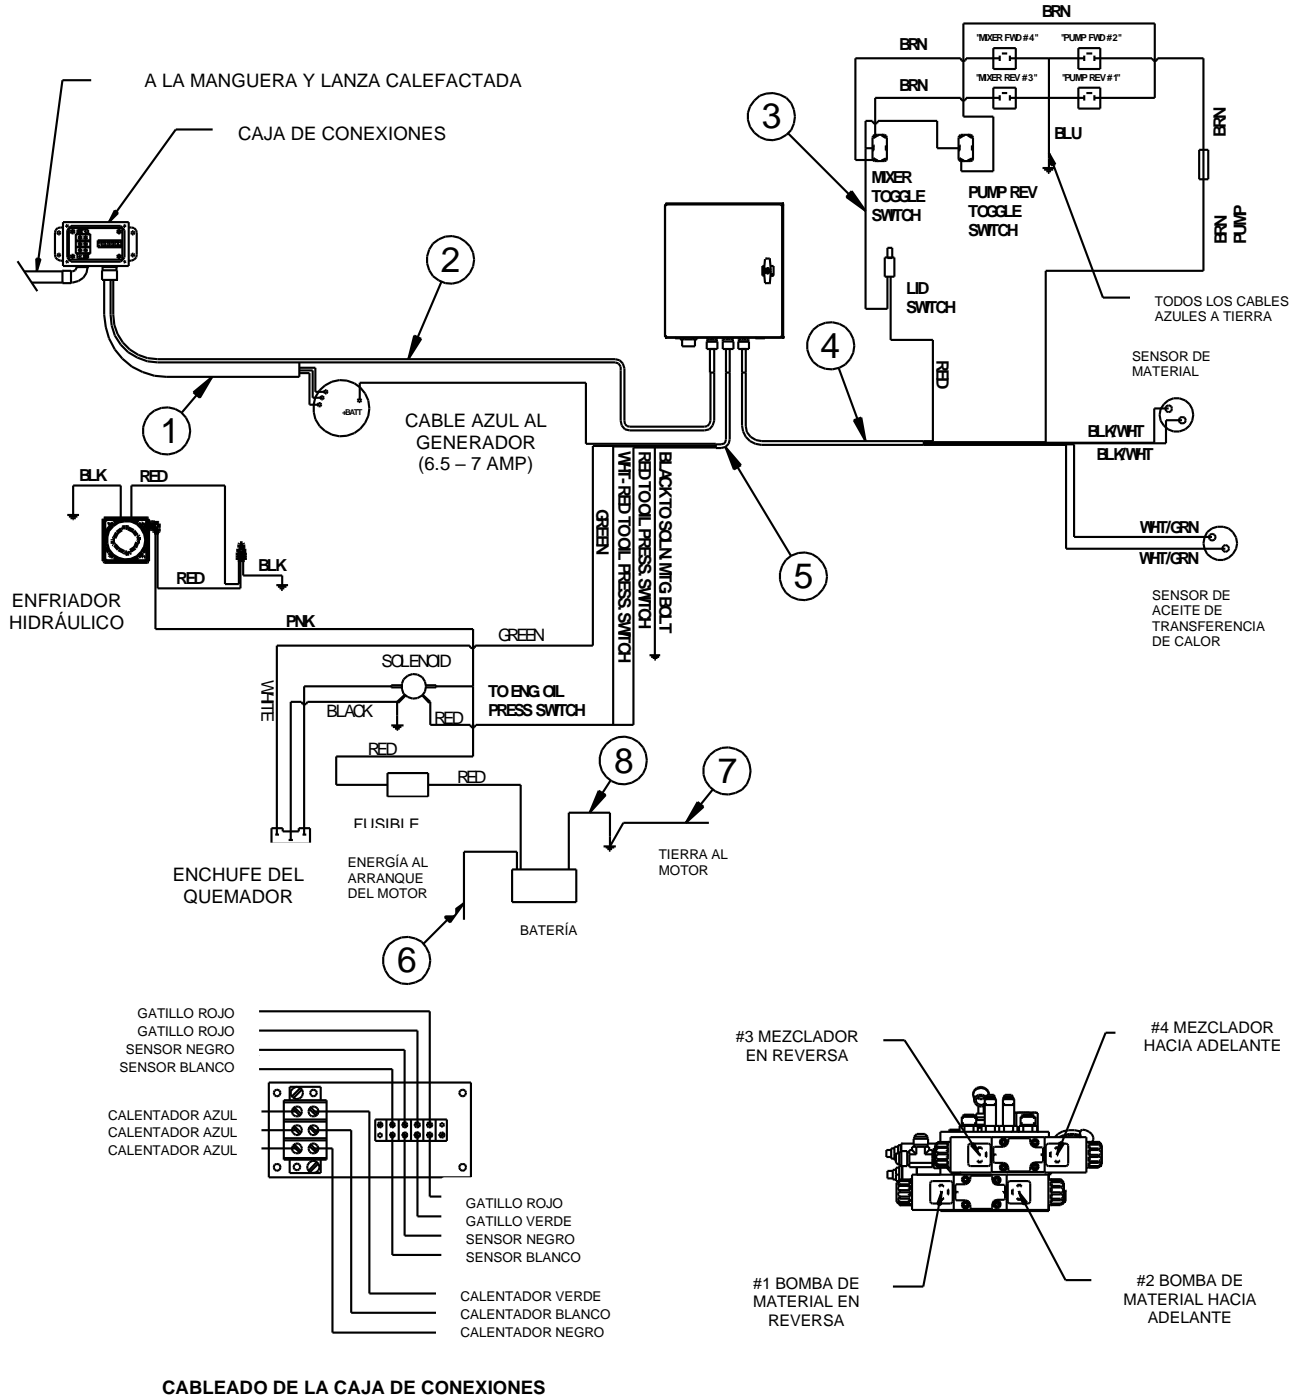 BRN
"MIXER FWD #4"
"PUMP FWD #2"
BRN
A LA MANGUERA Y LANZA CALEFACTADA
"MIXER REV #3"
"PUMP REV #1"
BRN
3
CAJA DE CONEXIONES
BLU
BRN
MIXER
TOGGLE
SWITCH
PUMP REV
TOGGLE
SWITCH
BRN
PUMP
2
LID
SWITCH
TODOS LOS CABLES
AZULES A TIERRA
4
SENSOR DE
MATERIAL
RED
1
+BATT
CABLE AZUL AL
GENERADOR
(6.5 – 7 AMP)
BLK/WHT
BLK/WHT
BLK
RED
GREEN
WHT-RED TO OIL PRESS. SWITCH
RED TO OIL PRESS. SWITCH
BLACK TO SOLN. MTG BOLT
WHT/GRN
WHT/GRN
5
RED
BLK
ENFRIADOR
HIDRÁULICO
SENSOR DE
ACEITE DE
TRANSFERENCIA
DE CALOR
PNK
GREEN
SOLENOID
WHITE
BLACK
RED
TO ENG. OIL
PRESS SWITCH
RED
RED
8
7
FUSIBLE
ENCHUFE DEL
QUEMADOR
ENERGÍA AL
ARRANQUE
DEL MOTOR
TIERRA AL
MOTOR
BATERÍA
6
GATILLO ROJO
GATILLO ROJO
SENSOR NEGRO
SENSOR BLANCO
CALENTADOR AZUL
CALENTADOR AZUL
CALENTADOR AZUL
GATILLO ROJO
GATILLO VERDE
SENSOR NEGRO
SENSOR BLANCO
CALENTADOR VERDE
CALENTADOR BLANCO
CALENTADOR NEGRO
#3 MEZCLADOR
EN REVERSA
#4 MEZCLADOR
HACIA ADELANTE
#1 BOMBA DE
MATERIAL EN
REVERSA
#2 BOMBA DE
MATERIAL HACIA
ADELANTE
CABLEADO DE LA CAJA DE CONEXIONES